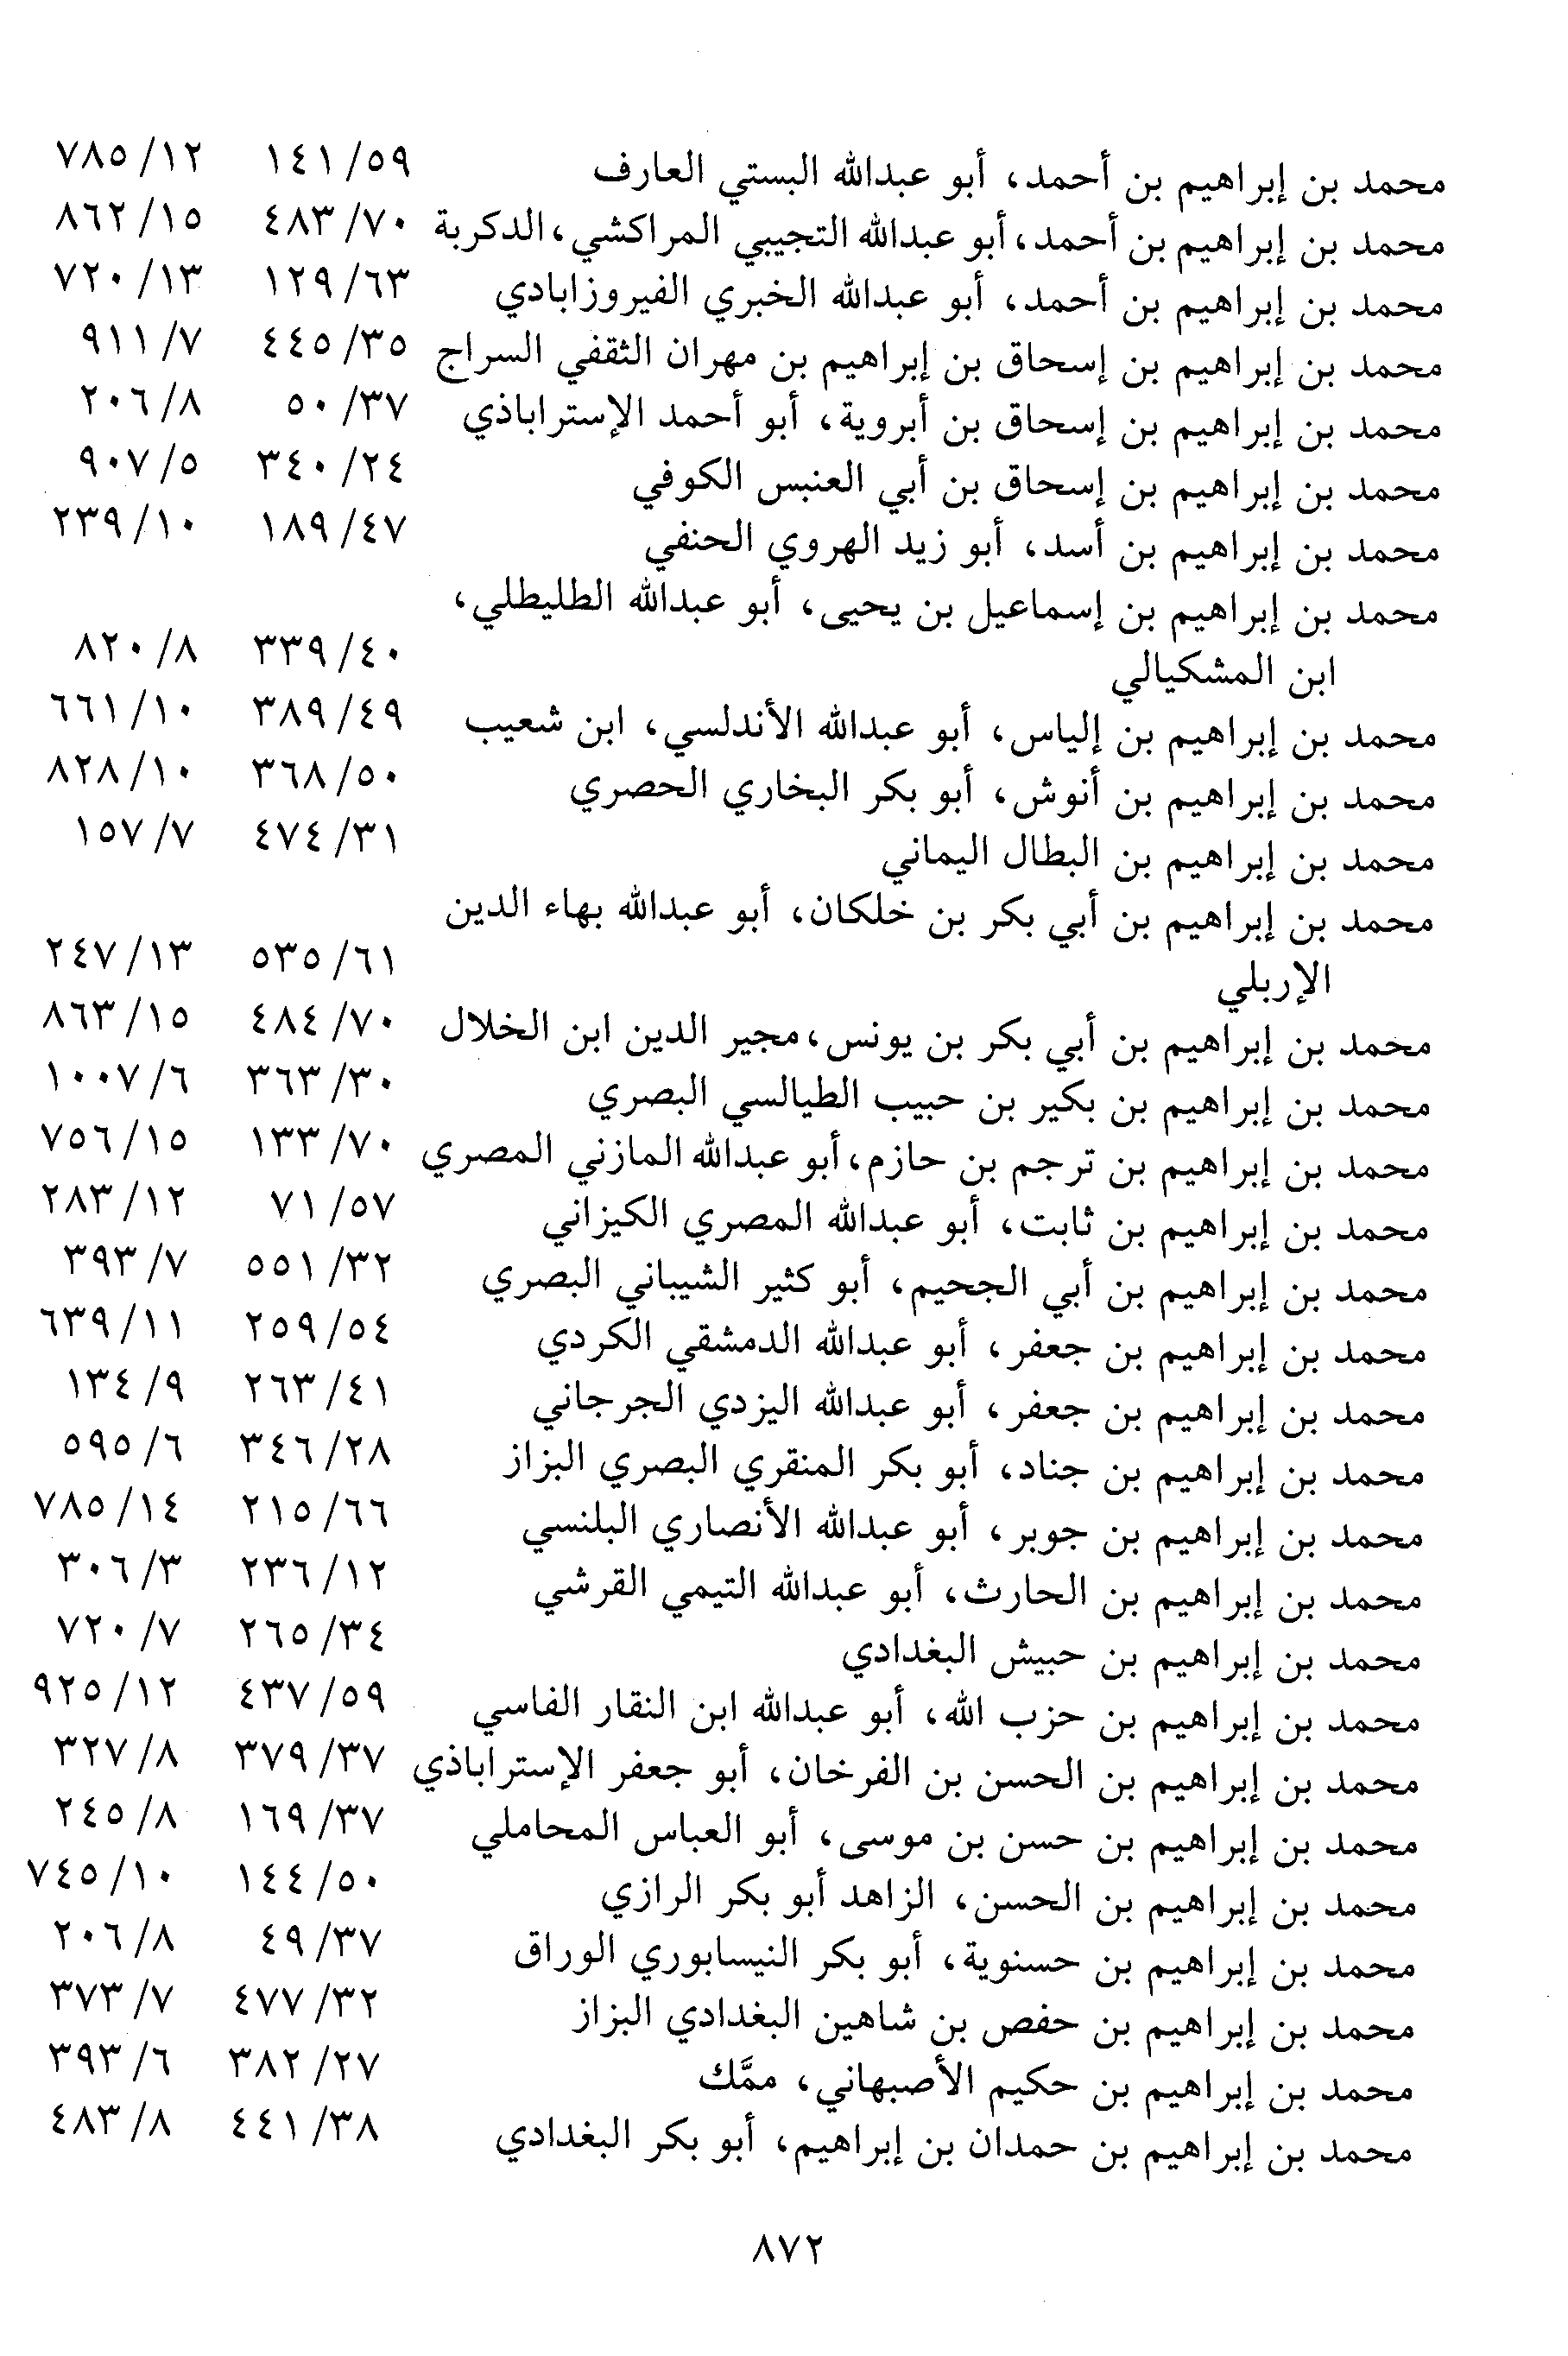 محمد بن إبراهيم بن أحمد، أبو عبدالله البستي العارف ٥٩/ ١٤١ ١٢/ ٧٨٥
محمد بن إبراهيم بن أحمد، أبو عبدالله التجيبي المراكشي، الدكربة ٧٠/ ٤٨٣ ١٥/ ٨٦٢
محمد بن إبراهيم بن أحمد، أبو عبدالله الخبري الفيروزابادي ٦٣/ ١٢٩ ١٣/ ٧٢٠
محمد بن إبراهيم بن إسحاق بن إبراهيم بن مهران الثقفي السراج ٣٥/ ٤٤٥ ٧/ ٩١١
محمد بن إبراهيم بن إسحاق بن أبروية، أبو أحمد الإستراباذي ٣٧/ ٥٠ ٨/ ٢٠٦
محمد بن إبراهيم بن إسحاق بن أبي العنبس الكوفي ٢٤/ ٣٤٠ ٥/ ٩٠٧
محمد بن إبراهيم بن أسد، أبو زيد الهروي الحنفي ٤٧/ ١٨٩ ١٠/ ٢٣٩
محمد بن إبراهيم بن إسماعيل بن يحيى، أبو عبدالله الطليطلي،
ابن المشكيالي ٤٠/ ٣٣٩ ٨/ ٨٢٠
محمد بن إبراهيم بن إلياس، أبو عبدالله الأندلسي، ابن شعيب ٤٩/ ٣٨٩ ١٠/ ٦٦١
محمد بن إبراهيم بن أنوش، أبو بكر البخاري الحصري ٥٠/ ٣٦٨ ١٠/ ٨٢٨
محمد بن إبراهيم بن البطال اليماني ٣١/ ٤٧٤ ٧/ ١٥٧
محمد بن إبراهيم بن أبي بكر بن خلكان، أبو عبدالله بهاء الدين
الإربلي ٦١/ ٥٣٥ ١٣/ ٢٤٧
محمد بن إبراهيم بن أبي بكر بن يونس، مجير الدين ابن الخلال ٧٠/ ٤٨٤ ١٥/ ٨٦٣
محمد بن إبراهيم بن بكير بن حبيب الطيالسي البصري ٣٠/ ٣٦٣ ٦/ ١٠٠٧
محمد بن إبراهيم بن ترجم بن حازم، أبو عبدالله المازني المصري ٧٠/ ١٣٣ ١٥/ ٧٥٦
محمد بن إبراهيم بن ثابت، أبو عبدالله المصري الكيزاني ٥٧/ ٧١ ١٢/ ٢٨٣
محمد بن إبراهيم بن أبي الجحيم، أبو كثير الشيباني البصري ٣٢/ ٥٥١ ٧/ ٣٩٣
محمد بن إبراهيم بن جعفر، أبو عبدالله الدمشقي الكردي ٥٤/ ٢٥٩ ١١/ ٦٣٩
محمد بن إبراهيم بن جعفر، أبو عبدالله اليزدي الجرجاني ٤١/ ٢٦٣ ٩/ ١٣٤
محمد بن إبراهيم بن جناد، أبو بكر المنقري البصري البزاز ٢٨/ ٣٤٦ ٦/ ٥٩٥
محمد بن إبراهيم بن جوبر، أبو عبدالله الأنصاري البلنسي ٦٦/ ٢١٥ ١٤/ ٧٨٥
محمد بن إبراهيم بن الحارث، أبو عبدالله التيمي القرشي ١٢/ ٢٣٦ ٣/ ٣٠٦
محمد بن إبراهيم بن حبيش البغدادي ٣٤/ ٢٦٥ ٧/ ٧٢٠
محمد بن إبراهيم بن حزب الله، أبو عبدالله ابن النقار الفاسي ٥٩/ ٤٣٧ ١٢/ ٩٢٥
محمد بن إبراهيم بن الحسن بن الفرخان، أبو جعفر الإستراباذي ٣٧/ ٣٧٩ ٨/ ٣٢٧
محمد بن إبراهيم بن حسن بن موسى، أبو العباس المحاملي ٣٧/ ١٦٩ ٨/ ٢٤٥
محمد بن إبراهيم بن الحسن، الزاهد أبو بكر الرازي ٥٠/ ١٤٤ ١٠/ ٧٤٥
محمد بن إبراهيم بن حسنوية، أبو بكر النيسابوري الوراق ٣٧/ ٤٩ ٨/ ٢٠٦
محمد بن إبراهيم بن حفص بن شاهين البغدادي البزاز ٣٢/ ٤٧٧ ٧/ ٣٧٣
محمد بن إبراهيم بن حكيم الأصبهاني، ممَّك ٢٧/ ٣٨٢ ٦/ ٣٩٣
محمد بن إبراهيم بن حمدان بن إبراهيم، أبو بكر البغدادي ٣٨/ ٤٤١ ٨/ ٤٨٣
٨٧٢